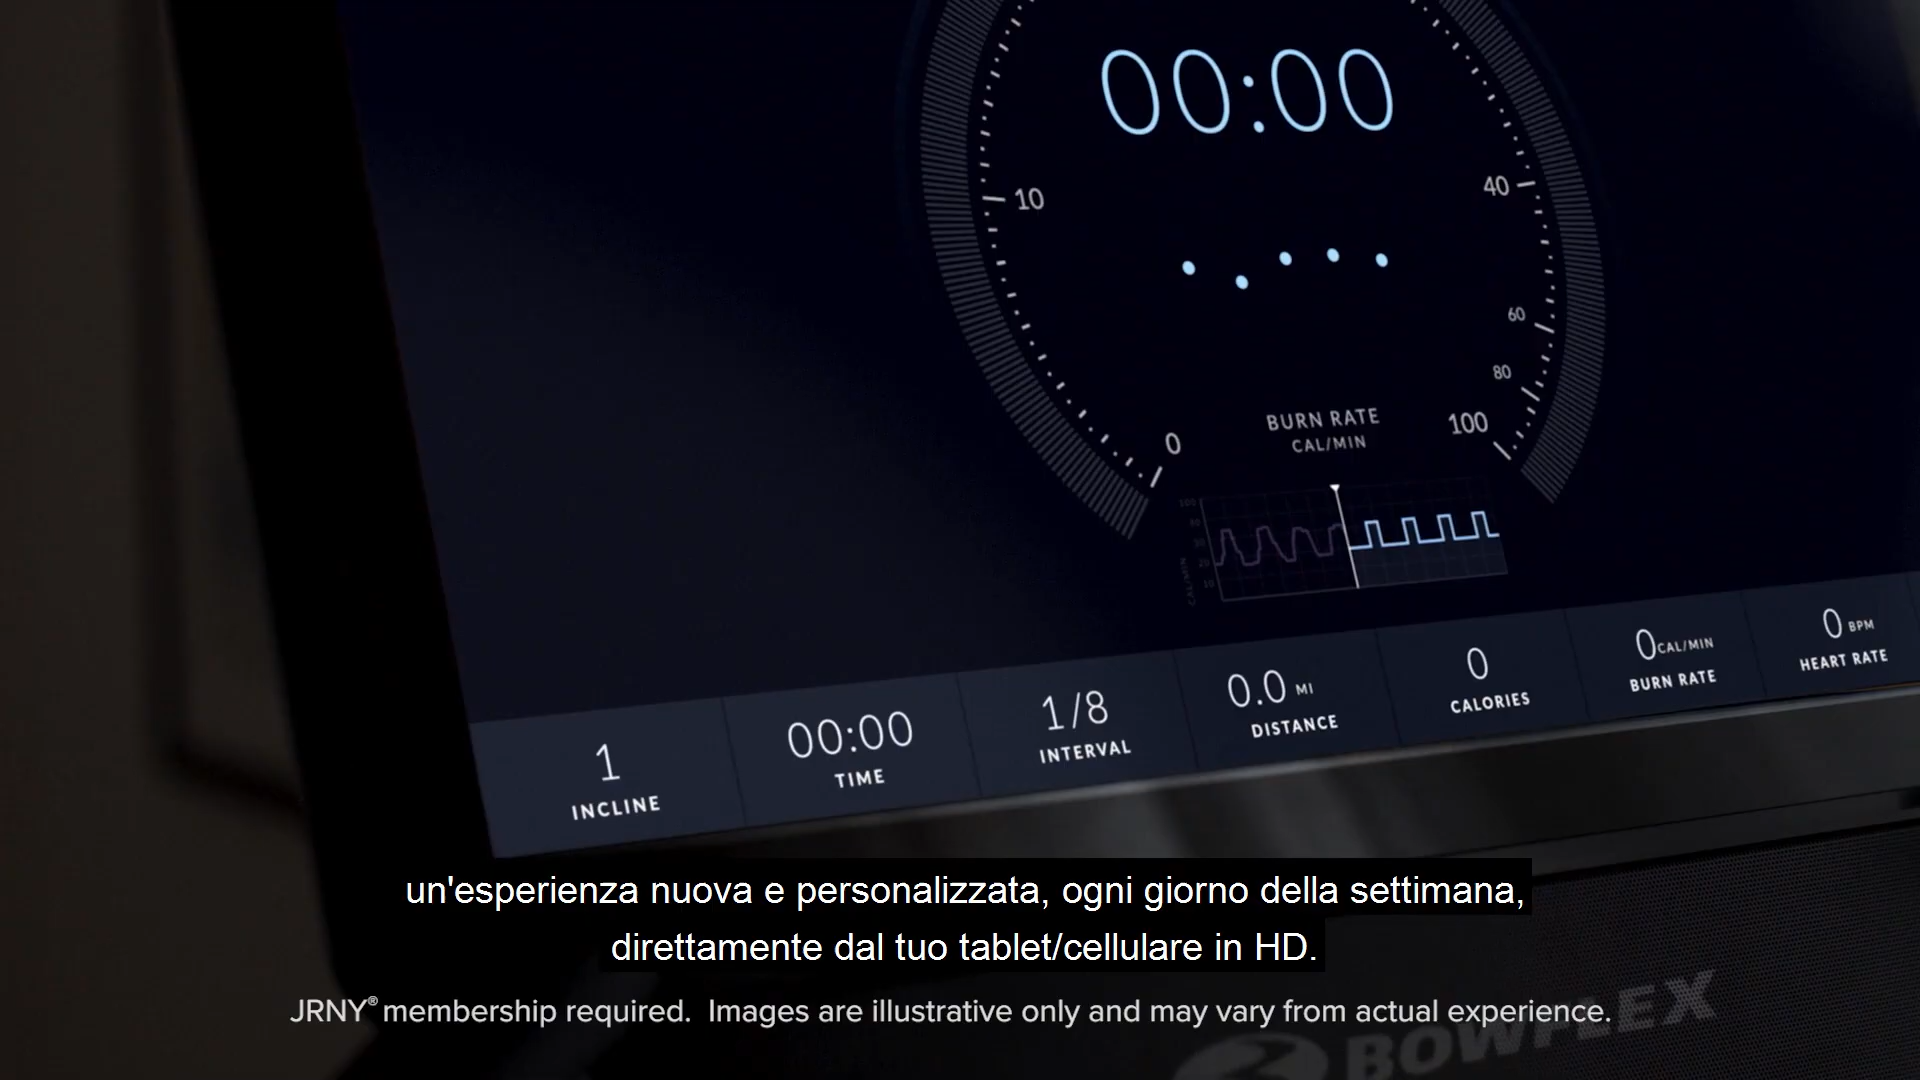 00:00
10
40
60
80
0
100
BURN RATE
CAL/MIN
CAL/MIN
1
INCLINE
00:00
TIME
1/8
INTERVAL
0.0 MI
DISTANCE
0
CALORIES
0 CAL/MIN
BURN RATE
0 BPM
HEART RATE
un'esperienza nuova e personalizzata, ogni giorno della settimana,
direttamente dal tuo tablet/cellulare in HD.
JRNY® membership required. Images are illustrative only and may vary from actual experience.
BOWFLEX